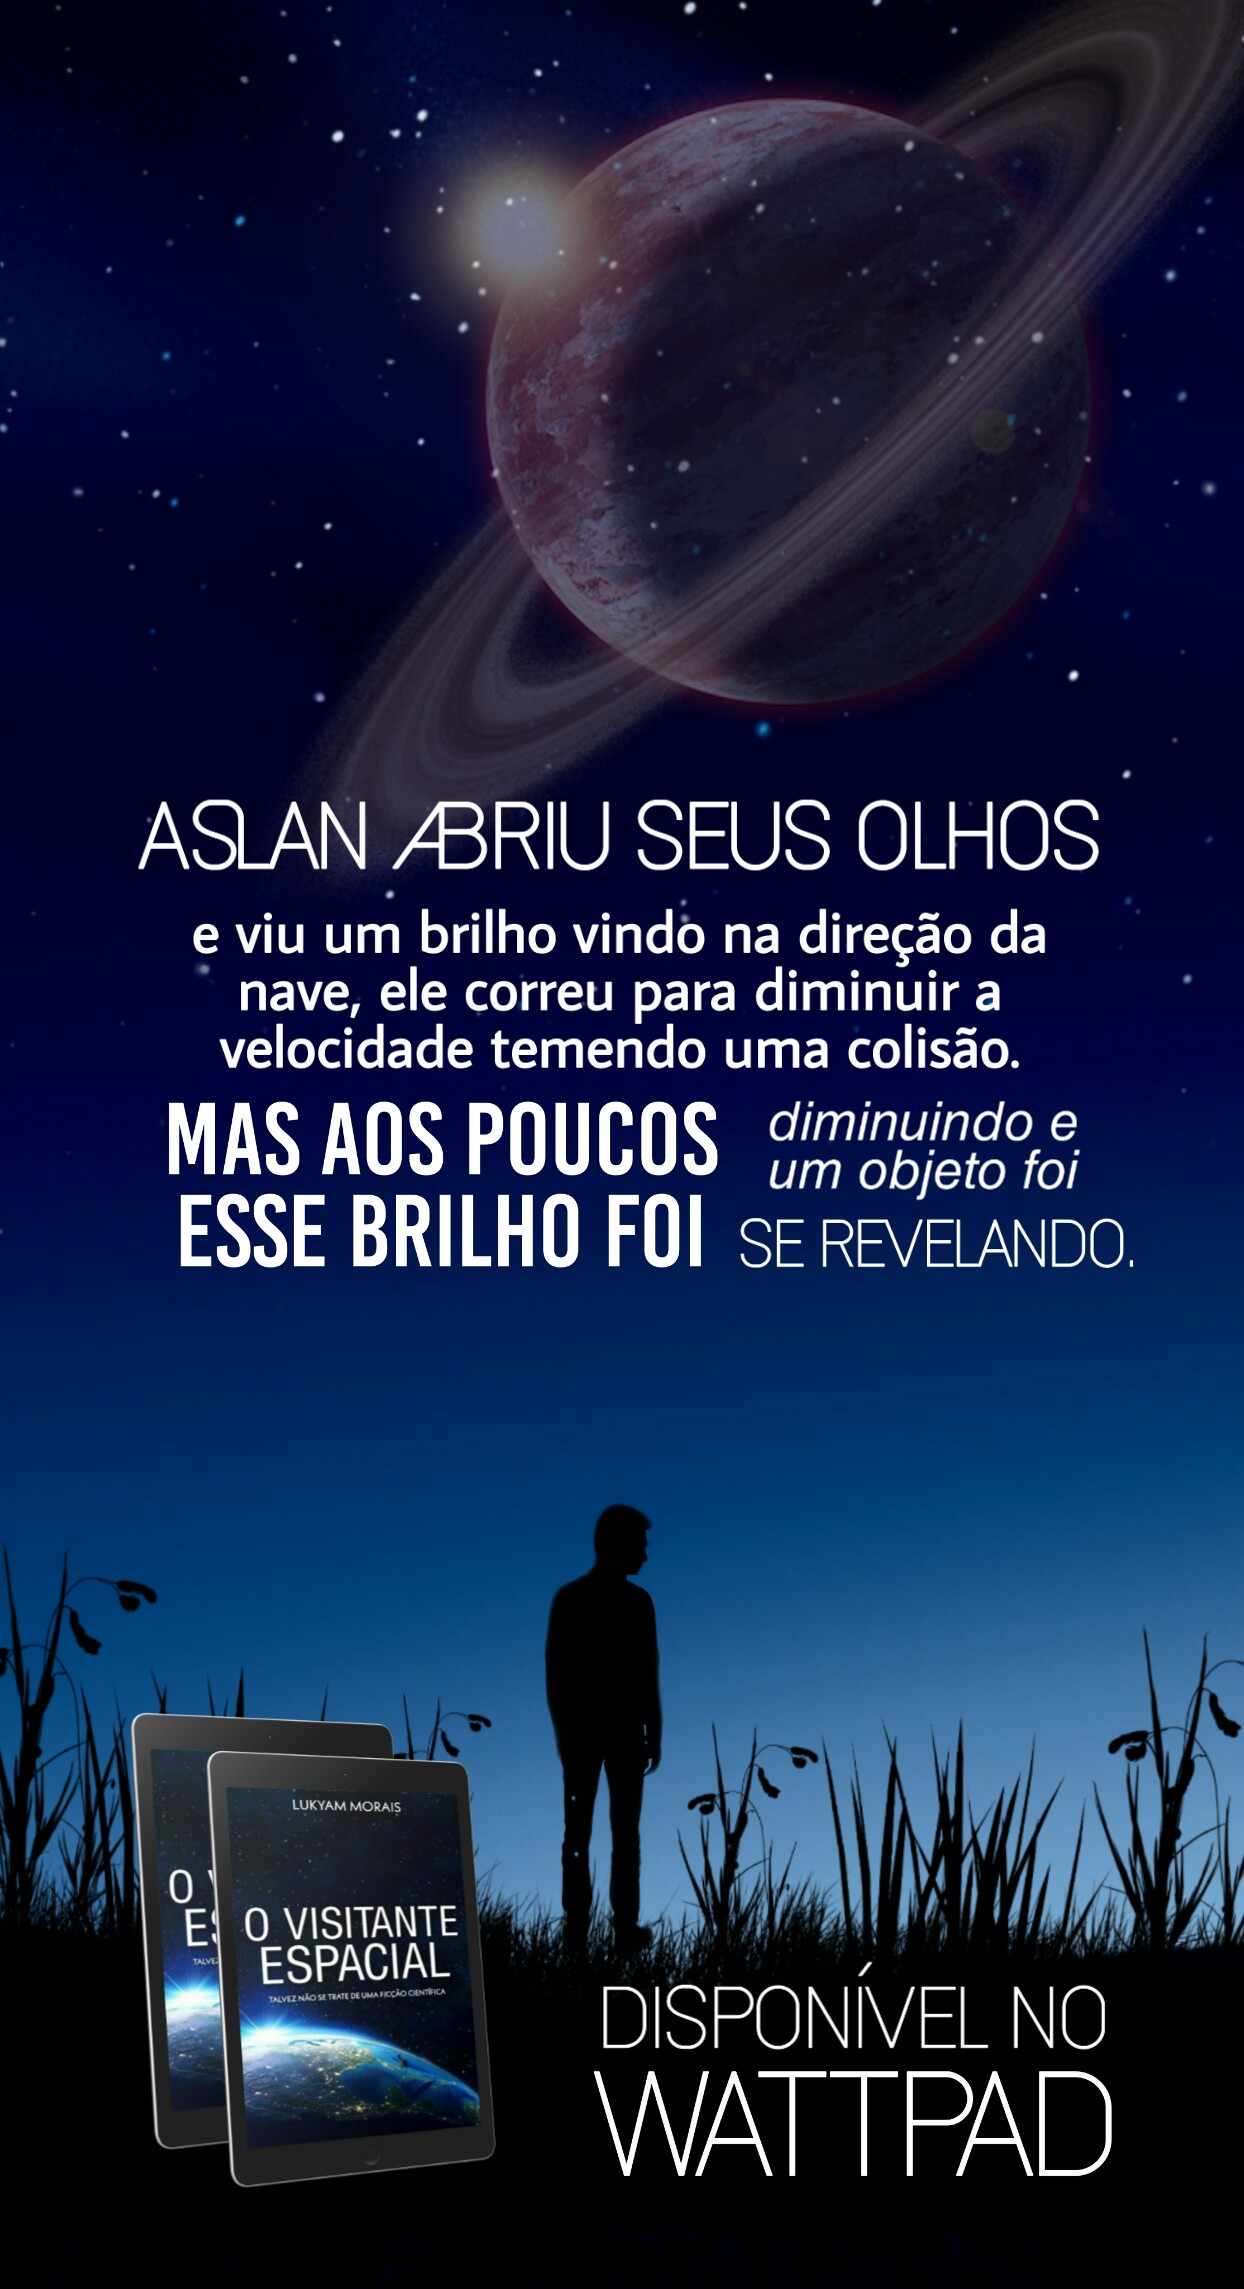 ASLAN ABRIU SEUS OLHOS
e viu um brilho vindo na direção da
nave, ele correu para diminuir a
velocidade temendo uma colisão.
MAS AOS POUCOS
ESSE BRILHO FOI
diminuindo e
um objeto foi
SE REVELANDO.
LUKYAM MORAIS
O VISITANTE
ESPACIAL
TALVEZ NÃO SE TRATE DE UMA FICÇÃO CIENTÍFICA
O V
ES
TALVEZ
DISPONÍVEL NO
WATTPAD